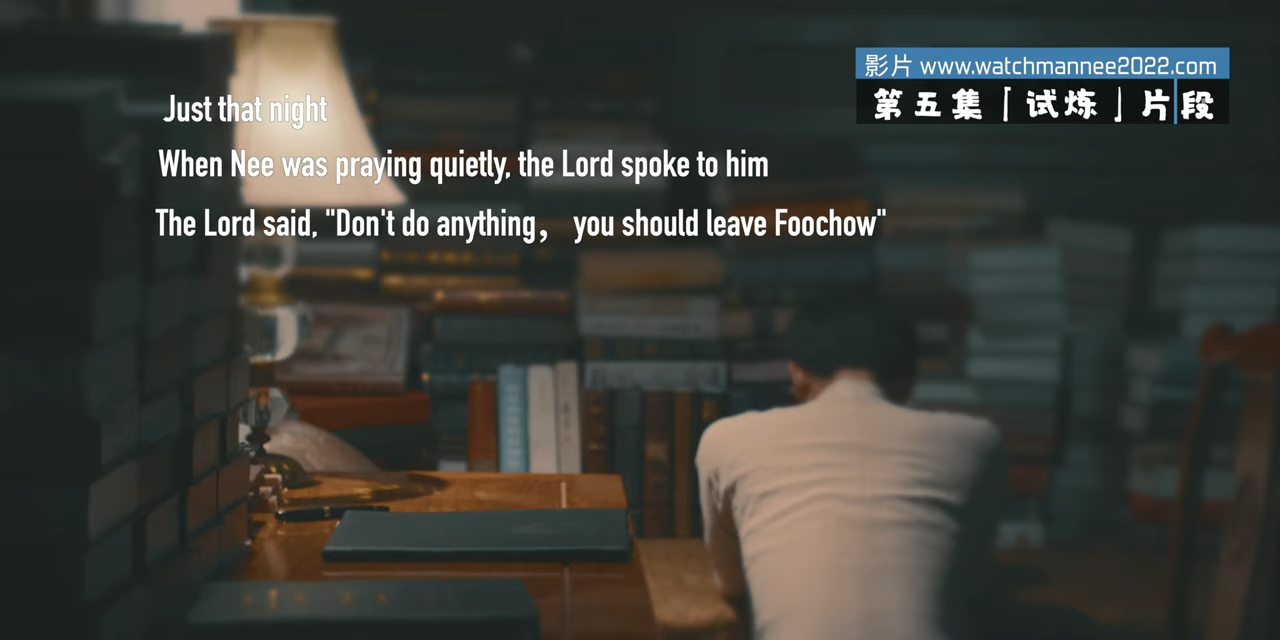 影片 www.watchmannee2022.com
第五集「试炼」片段
Just that night
When Nee was praying quietly, the Lord spoke to him
The Lord said, "Don't do anything， you should leave Foochow"